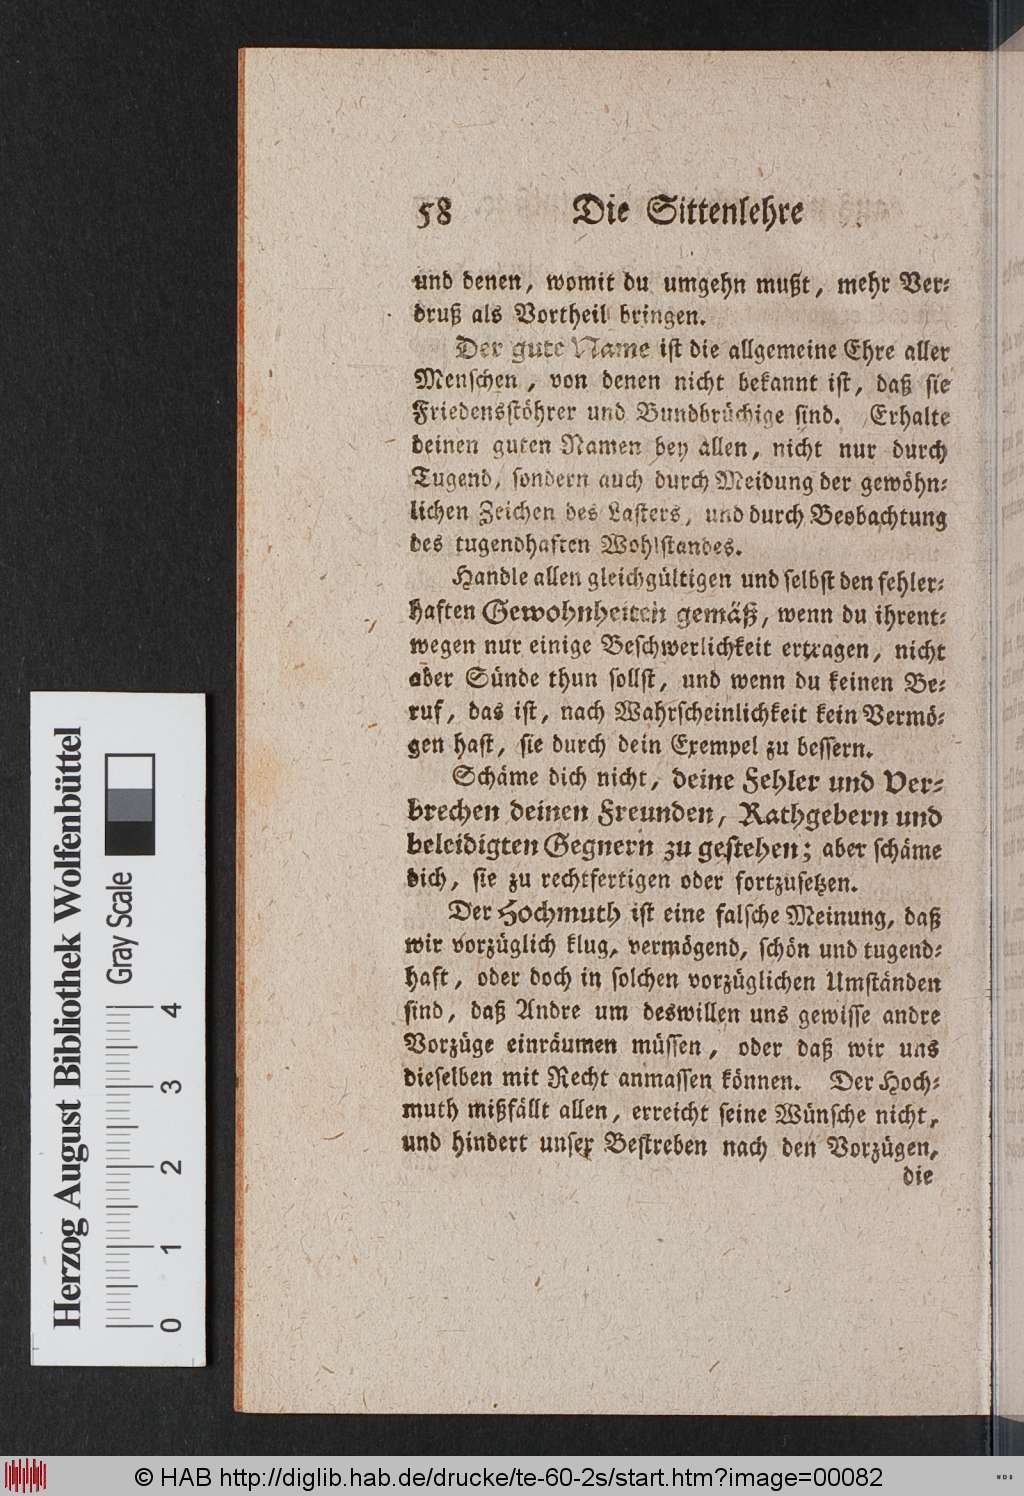 58 Die Sittenlehre
und denen, womit du umgehn mußt, mehr Ver-
druß als Vortheil bringen.
Der gute Name ist die allgemeine Ehre aller
Menschen, von denen nicht bekannt ist, daß sie
Friedensstöhrer und Bundbrüchige sind. Erhalte
deinen guten Namen bey allen, nicht nur durch
Tugend, sondern auch durch Meidung der gewöhn-
lichen Zeichen des Lasters, und durch Beobachtung
des tugendhaften Wohlstandes.
Handle allen gleichgültigen und selbst den fehler-
haften Gewohnheiten gemäß, wenn du ihrent-
wegen nur einige Beschwerlichkeit ertragen, nicht
aber Sünde thun sollst, und wenn du keinen Be-
ruf, das ist, nach Wahrscheinlichkeit kein Vermö-
gen hast, sie durch dein Exempel zu bessern.
Schäme dich nicht, deine Fehler und Ver-
brechen deinen Freunden, Rathgebern und
beleidigten Gegnern zu gestehen; aber schäme
dich, sie zu rechtfertigen oder fortzusetzen.
Der Hochmuth ist eine falsche Meinung, daß
wir vorzüglich klug, vermögend, schön und tugend-
haft, oder doch in solchen vorzüglichen Umständen
sind, daß Andre um deswillen uns gewisse andre
Vorzüge einräumen müssen, oder daß wir uns
dieselben mit Recht anmassen können. Der Hoch-
muth mißfällt allen, erreicht seine Wünsche nicht,
und hindert unser Bestreben nach den Vorzügen,
die
Herzog August Bibliothek Wolfenbüttel
Gray Scale
0 1 2 3 4
© HAB http://diglib.hab.de/drucke/te-60-2s/start.htm?image=00082